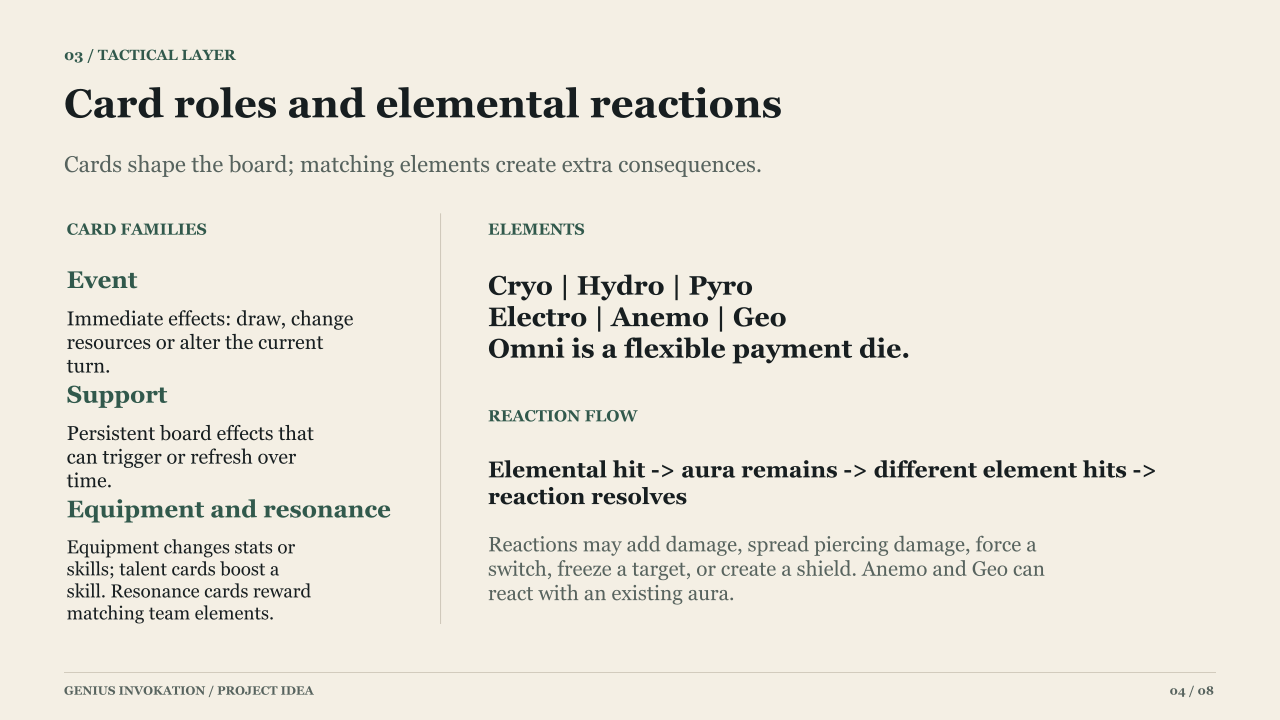 03 / TACTICAL LAYER
Card roles and elemental reactions
Cards shape the board; matching elements create extra consequences.
CARD FAMILIES
Event
Immediate effects: draw, change
resources or alter the current
turn.
Support
Persistent board effects that
can trigger or refresh over
time.
Equipment and resonance
Equipment changes stats or
skills; talent cards boost a
skill. Resonance cards reward
matching team elements.
ELEMENTS
Cryo | Hydro | Pyro
Electro | Anemo | Geo
Omni is a flexible payment die.
REACTION FLOW
Elemental hit -> aura remains -> different element hits ->
reaction resolves
Reactions may add damage, spread piercing damage, force a
switch, freeze a target, or create a shield. Anemo and Geo can
react with an existing aura.
GENIUS INVOKATION / PROJECT IDEA
04 / 08